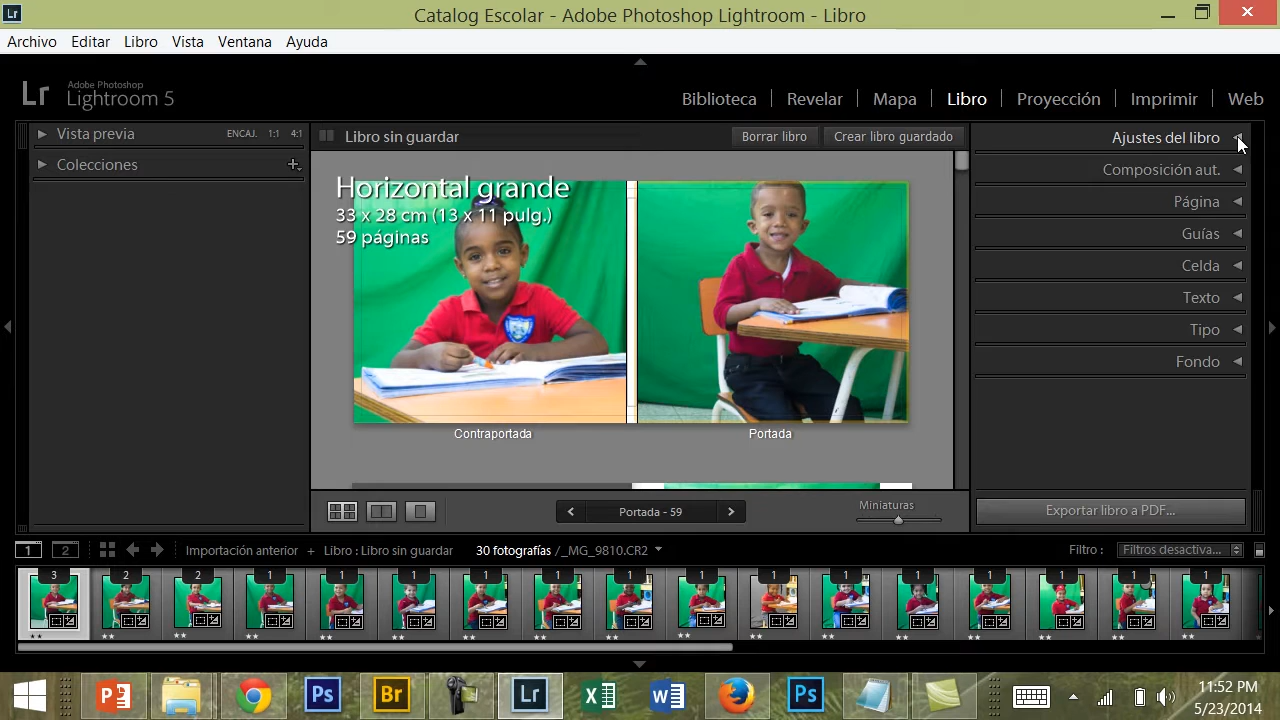 Catalog Escolar - Adobe Photoshop Lightroom - Libro
Archivo Editar Libro Vista Ventana Ayuda
Lr Adobe Photoshop
Lightroom 5
Biblioteca Revelar Mapa Libro Proyección Imprimir Web
Vista previa ENCAJ. 1:1 4:1
Colecciones
Libro sin guardar Borrar libro Crear libro guardado
Horizontal grande
33 x 28 cm (13 x 11 pulg.)
59 páginas
Contraportada Portada
Ajustes del libro
Composición aut.
Página
Guías
Celda
Texto
Tipo
Fondo
Portada - 59
Miniaturas
Exportar libro a PDF...
1 2 Importación anterior + Libro : Libro sin guardar 30 fotografías / _MG_9810.CR2 Filtro : Filtros desactiva...
3 2 2 1 1 1 1 1 1 1 1 1 1 1 1 1 1
P Ps Br Lr X W Ps
11:52 PM
5/23/2014